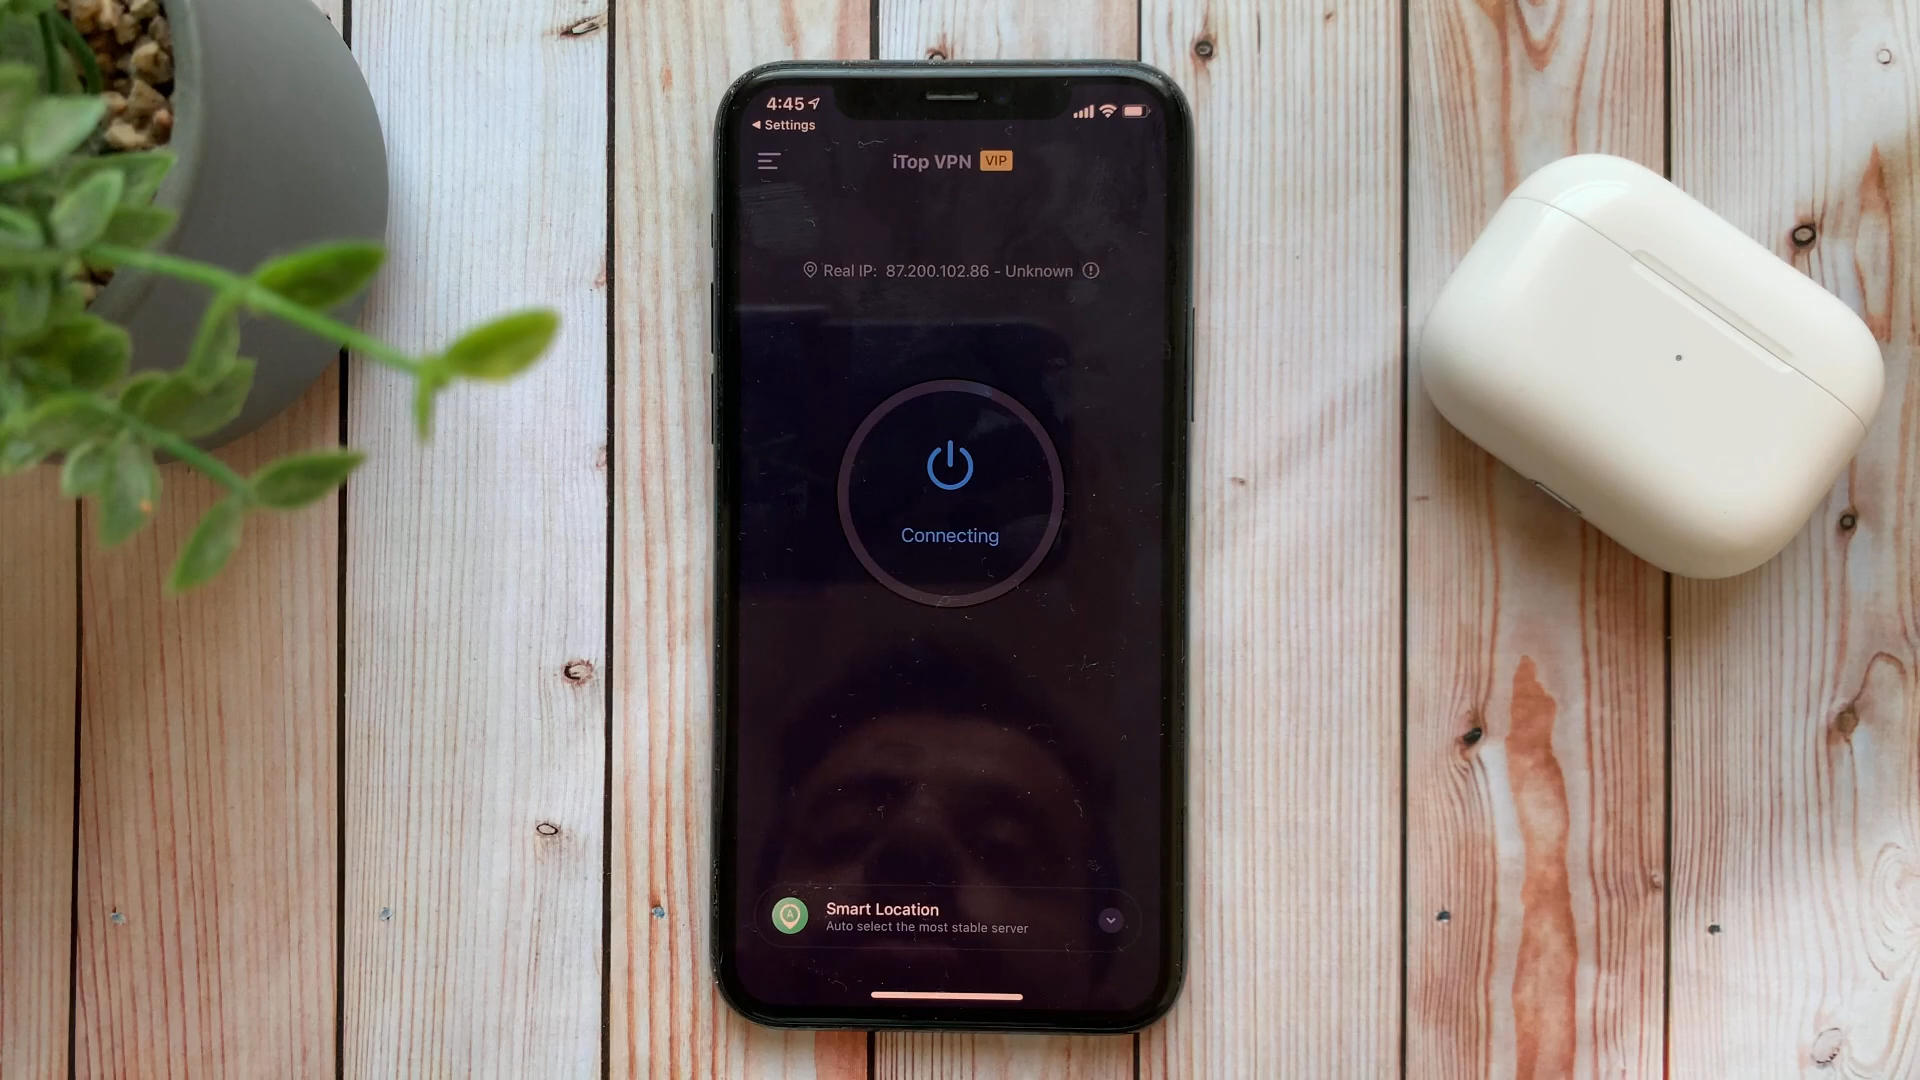 4:45
◀ Settings
iTop VPN VIP
Real IP: 87.200.102.86 - Unknown
Connecting
Smart Location
Auto select the most stable server